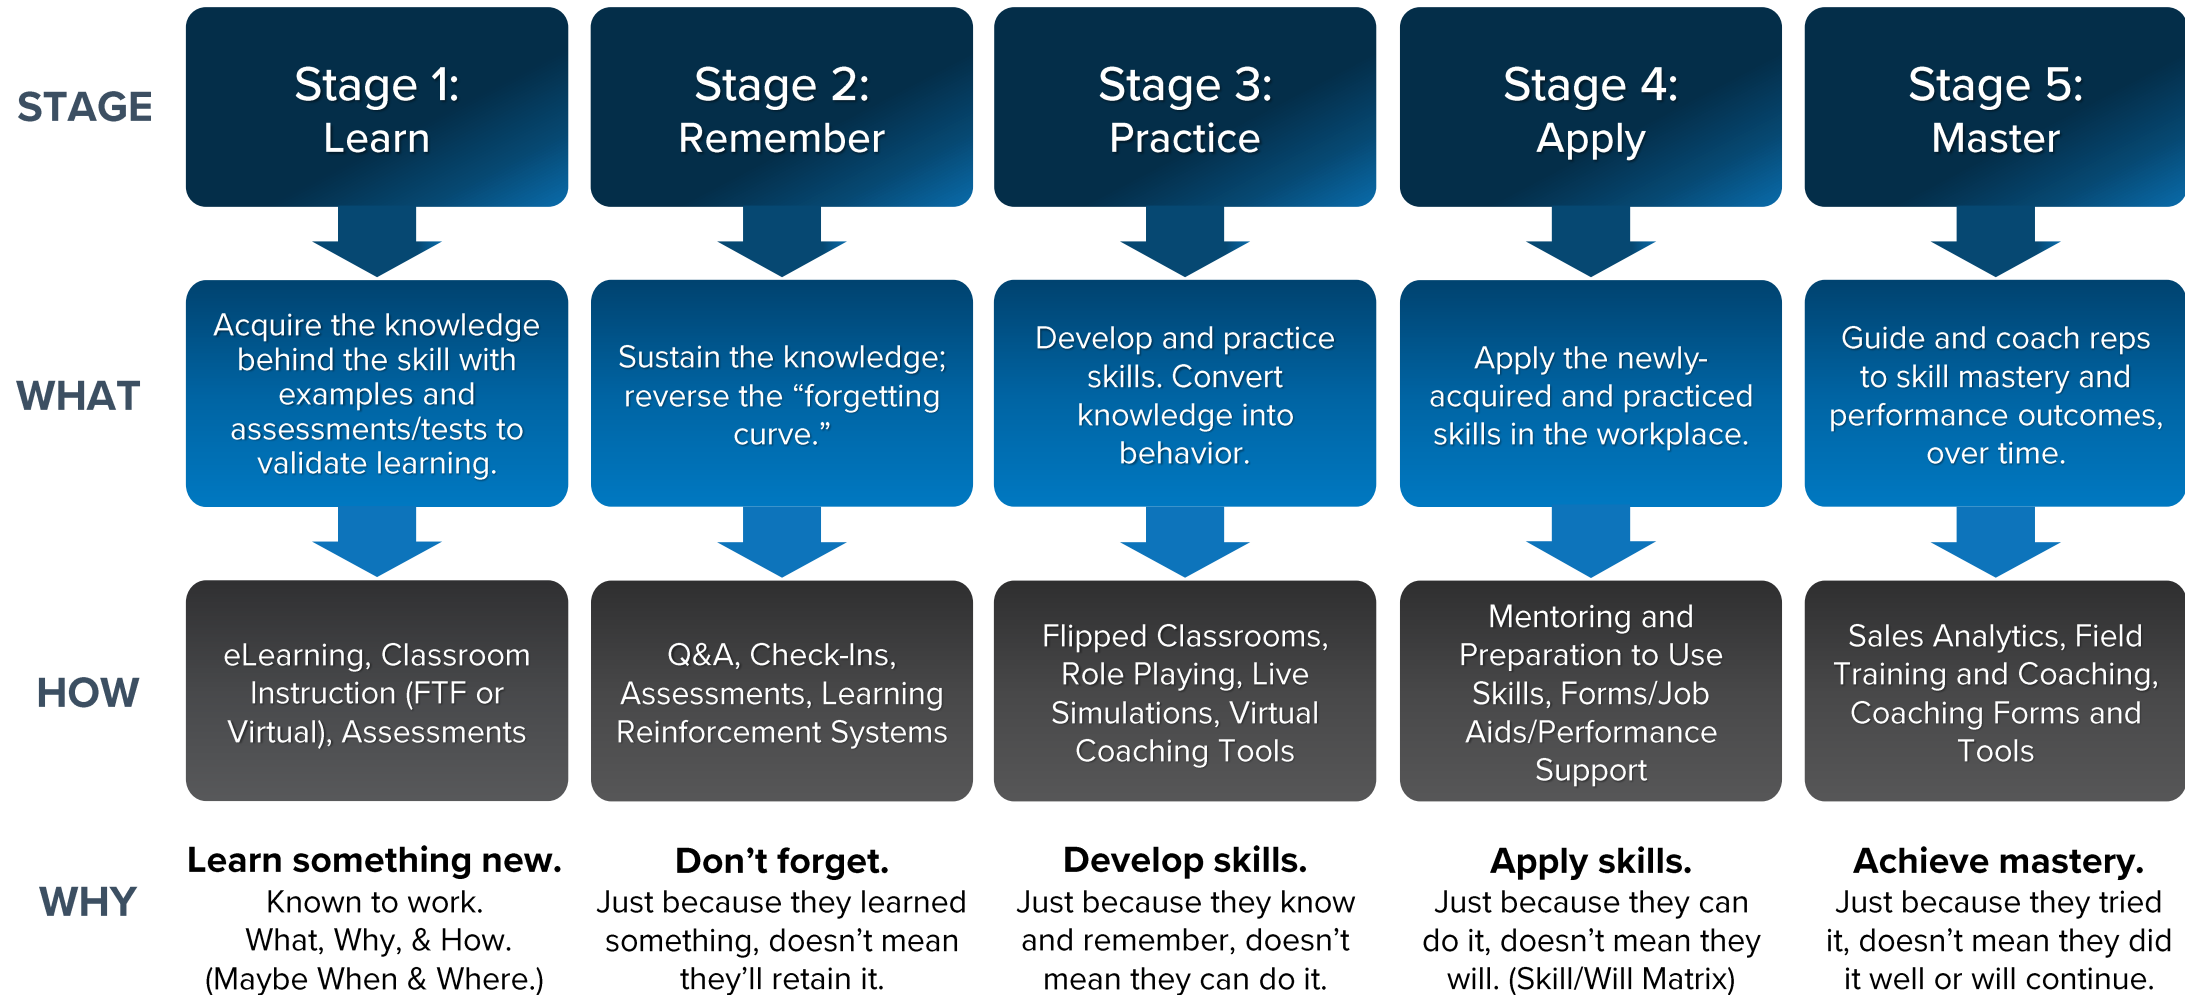 STAGE
Stage 1:
Learn
Stage 2:
Remember
Stage 3:
Practice
Stage 4:
Apply
Stage 5:
Master
WHAT
Acquire the knowledge
behind the skill with
examples and
assessments/tests to
validate learning.
Sustain the knowledge;
reverse the “forgetting
curve.”
Develop and practice
skills. Convert
knowledge into
behavior.
Apply the newly-
acquired and practiced
skills in the workplace.
Guide and coach reps
to skill mastery and
performance outcomes,
over time.
HOW
eLearning, Classroom
Instruction (FTF or
Virtual), Assessments
Q&A, Check-Ins,
Assessments, Learning
Reinforcement Systems
Flipped Classrooms,
Role Playing, Live
Simulations, Virtual
Coaching Tools
Mentoring and
Preparation to Use
Skills, Forms/Job
Aids/Performance
Support
Sales Analytics, Field
Training and Coaching,
Coaching Forms and
Tools
WHY
Learn something new.
Known to work.
What, Why, & How.
(Maybe When & Where.)
Don’t forget.
Just because they learned
something, doesn’t mean
they’ll retain it.
Develop skills.
Just because they know
and remember, doesn’t
mean they can do it.
Apply skills.
Just because they can
do it, doesn’t mean they
will. (Skill/Will Matrix)
Achieve mastery.
Just because they tried
it, doesn’t mean they did
it well or will continue.